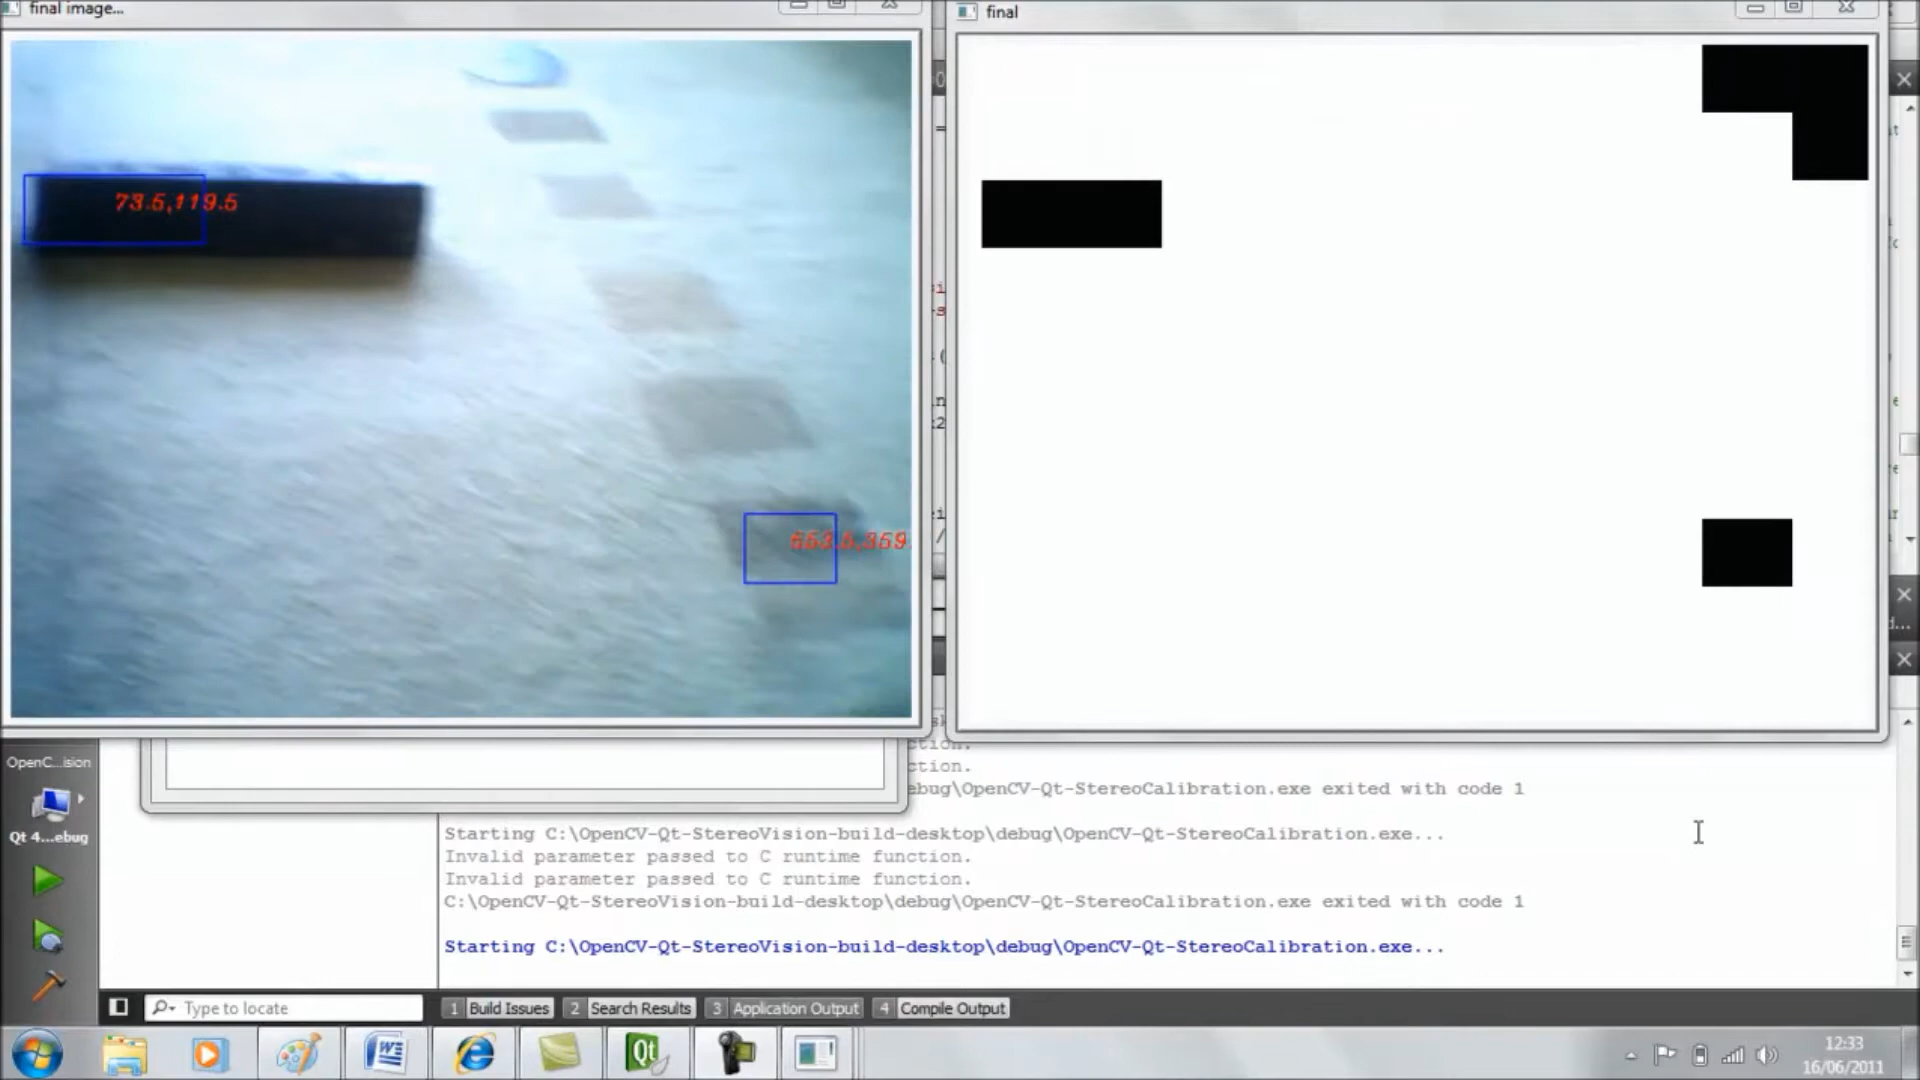 final image...
final
73.5,119.5
653.5,359
OpenC...ision
Qt 4...ebug
ction.
ction.
ebug\OpenCV-Qt-StereoCalibration.exe exited with code 1
Starting C:\OpenCV-Qt-StereoVision-build-desktop\debug\OpenCV-Qt-StereoCalibration.exe...
Invalid parameter passed to C runtime function.
Invalid parameter passed to C runtime function.
C:\OpenCV-Qt-StereoVision-build-desktop\debug\OpenCV-Qt-StereoCalibration.exe exited with code 1
Starting C:\OpenCV-Qt-StereoVision-build-desktop\debug\OpenCV-Qt-StereoCalibration.exe...
Type to locate
1 Build Issues 2 Search Results 3 Application Output 4 Compile Output
Qt
12:33
16/06/2011